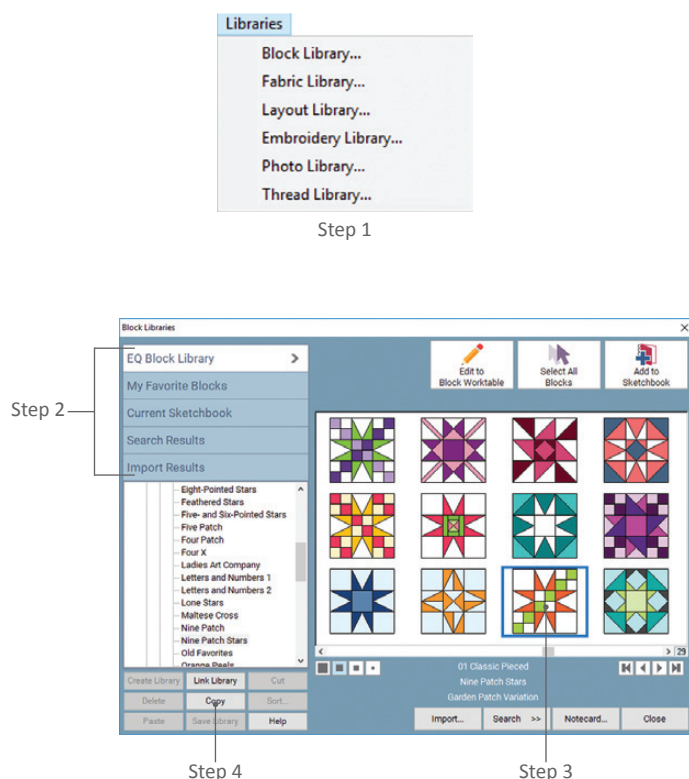 Libraries
Block Library...
Fabric Library...
Layout Library...
Embroidery Library...
Photo Library...
Thread Library...
Step 1
Block Libraries
EQ Block Library
My Favorite Blocks
Current Sketchbook
Search Results
Import Results
Step 2
Edit to
Block Worktable
Select All
Blocks
Add to
Sketchbook
Eight-Pointed Stars
Feathered Stars
Five- and Six-Pointed Stars
Five Patch
Four Patch
Four X
Ladies Art Company
Letters and Numbers 1
Letters and Numbers 2
Lone Stars
Maltese Cross
Nine Patch
Nine Patch Stars
Old Favorites
Orange Peels
29
01 Classic Pieced
Nine Patch Stars
Garden Patch Variation
Create Library Link Library Cut
Delete Copy Sort...
Paste Save Library Help
Import... Search >> Notecard... Close
Step 4
Step 3